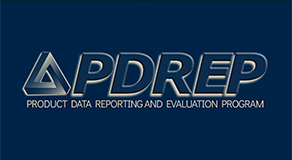 PDREP
PRODUCT DATA REPORTING AND EVALUATION PROGRAM